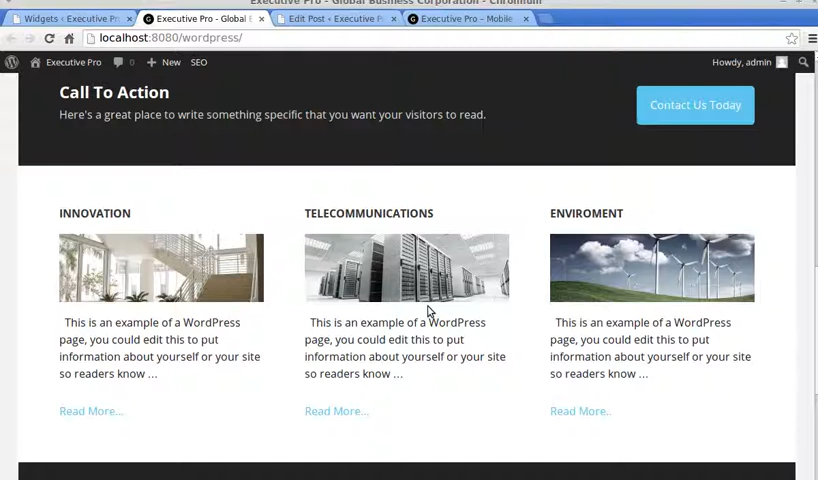 Executive Pro - Global Business Corporation - Chromium
Widgets ‹ Executive Pr
Executive Pro - Global E
Edit Post ‹ Executive P
Executive Pro - Mobile
localhost:8080/wordpress/
Executive Pro
0
New
SEO
Howdy, admin
Call To Action
Here's a great place to write something specific that you want your visitors to read.
Contact Us Today
INNOVATION
This is an example of a WordPress
page, you could edit this to put
information about yourself or your site
so readers know ...
Read More...
TELECOMMUNICATIONS
This is an example of a WordPress
page, you could edit this to put
information about yourself or your site
so readers know ...
Read More...
ENVIROMENT
This is an example of a WordPress
page, you could edit this to put
information about yourself or your site
so readers know ...
Read More..